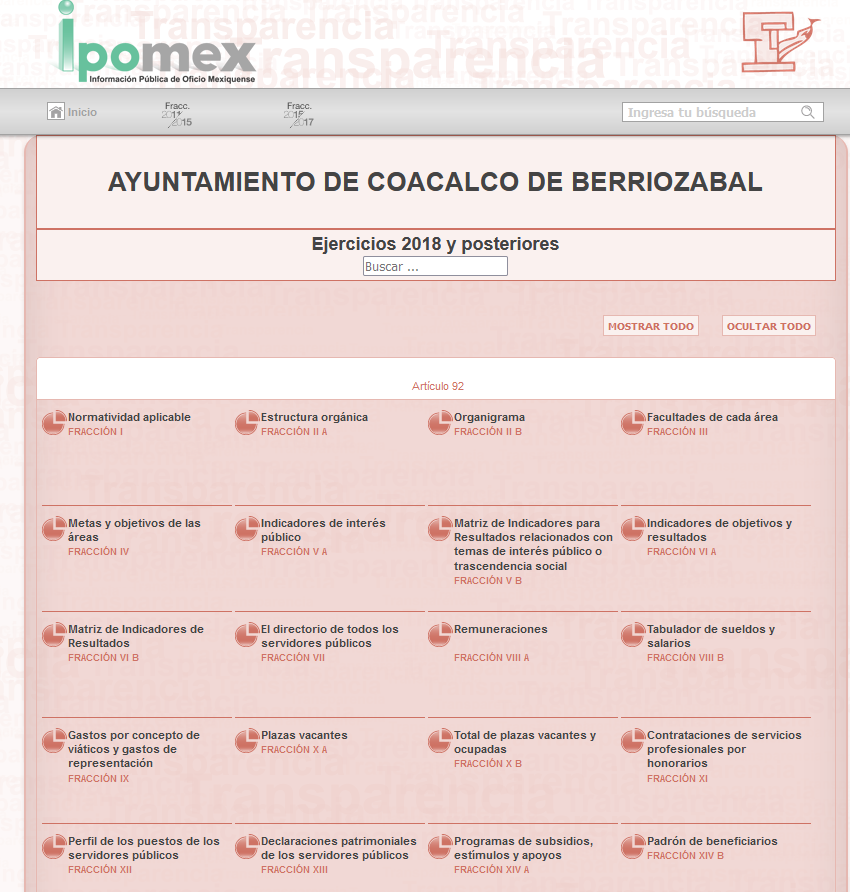 ipomex
Información Pública de Oficio Mexiquense
Inicio
Fracc.
2011
/2015
Fracc.
2016
/2017
Ingresa tu búsqueda
AYUNTAMIENTO DE COACALCO DE BERRIOZABAL
Ejercicios 2018 y posteriores
Buscar ...
MOSTRAR TODO
OCULTAR TODO
Artículo 92
Normatividad aplicable
FRACCIÓN I
Estructura orgánica
FRACCIÓN II A
Organigrama
FRACCIÓN II B
Facultades de cada área
FRACCIÓN III
Metas y objetivos de las
áreas
FRACCIÓN IV
Indicadores de interés
público
FRACCIÓN V A
Matriz de Indicadores para
Resultados relacionados con
temas de interés público o
trascendencia social
FRACCIÓN V B
Indicadores de objetivos y
resultados
FRACCIÓN VI A
Matriz de Indicadores de
Resultados
FRACCIÓN VI B
El directorio de todos los
servidores públicos
FRACCIÓN VII
Remuneraciones
FRACCIÓN VIII A
Tabulador de sueldos y
salarios
FRACCIÓN VIII B
Gastos por concepto de
viáticos y gastos de
representación
FRACCIÓN IX
Plazas vacantes
FRACCIÓN X A
Total de plazas vacantes y
ocupadas
FRACCIÓN X B
Contrataciones de servicios
profesionales por
honorarios
FRACCIÓN XI
Perfil de los puestos de los
servidores públicos
FRACCIÓN XII
Declaraciones patrimoniales
de los servidores públicos
FRACCIÓN XIII
Programas de subsidios,
estímulos y apoyos
FRACCIÓN XIV A
Padrón de beneficiarios
FRACCIÓN XIV B